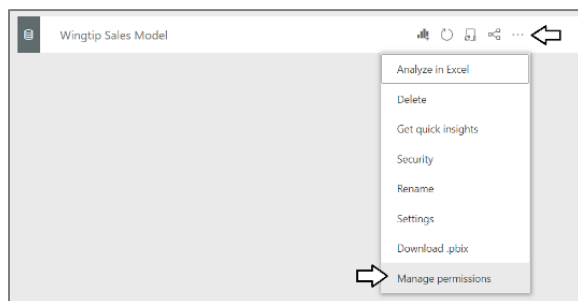 Wingtip Sales Model
Analyze in Excel
Delete
Get quick insights
Security
Rename
Settings
Download .pbix
Manage permissions